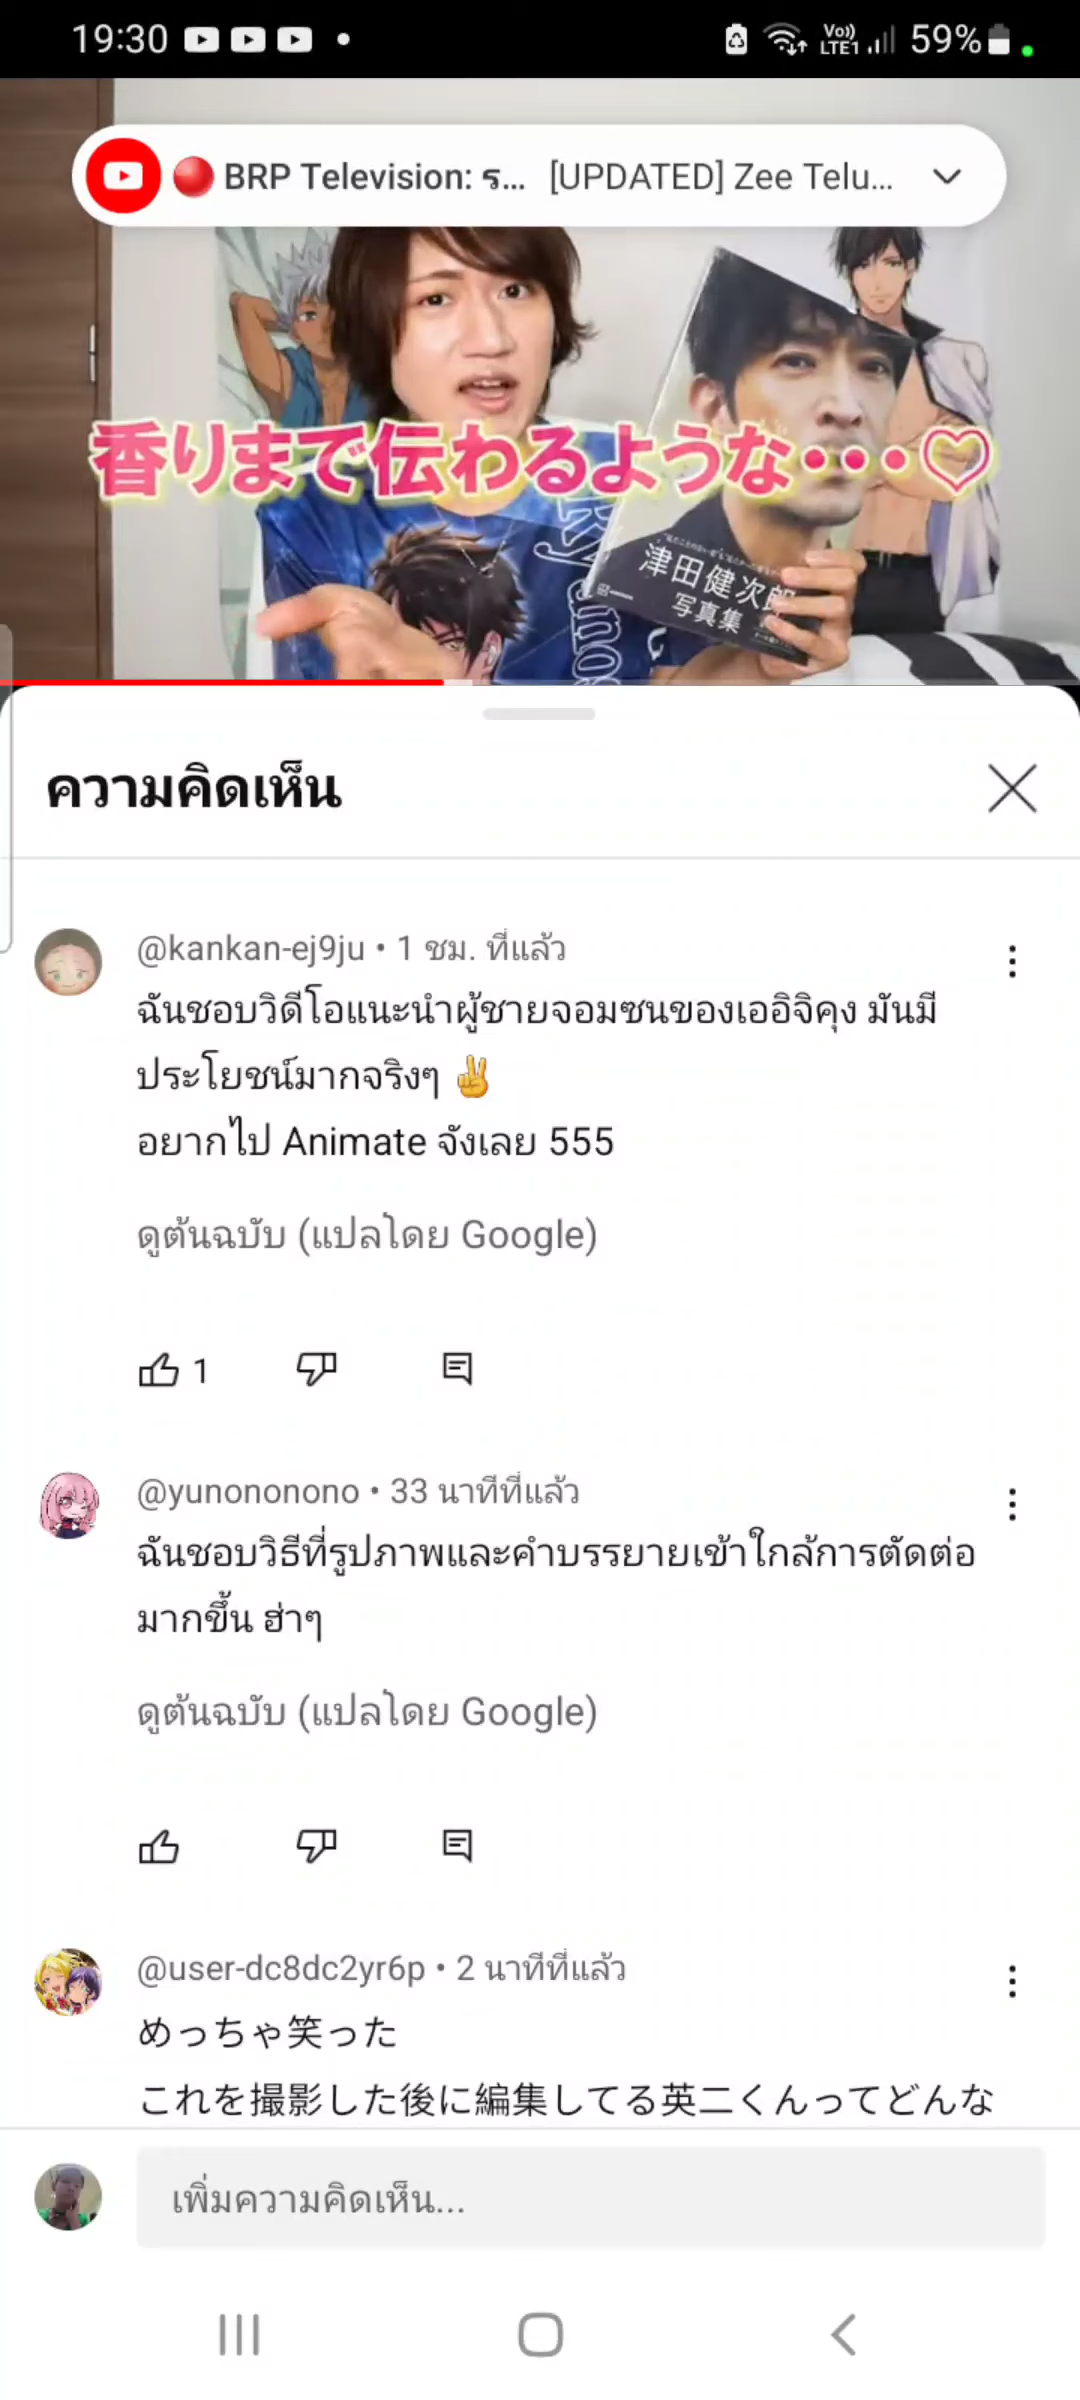 19:30
Vo))
LTE1
59%
BRP Television: ร... [UPDATED] Zee Telu...
香りまで伝わるような・・・♡
津田健次郎
写真集
ความคิดเห็น
@kankan-ej9ju • 1 ชม. ที่แล้ว
ฉันชอบวิดีโอแนะนำผู้ชายจอมซนของเออิจิคุง มันมี
ประโยชน์มากจริงๆ ✌️
อยากไป Animate จังเลย 555
ดูต้นฉบับ (แปลโดย Google)
1
@yunononono • 33 นาทีที่แล้ว
ฉันชอบวิธีที่รูปภาพและคำบรรยายเข้าใกล้การตัดต่อ
มากขึ้น ฮ่าๆ
ดูต้นฉบับ (แปลโดย Google)
@user-dc8dc2yr6p • 2 นาทีที่แล้ว
めっちゃ笑った
これを撮影した後に編集してる英二くんってどんな
เพิ่มความคิดเห็น...